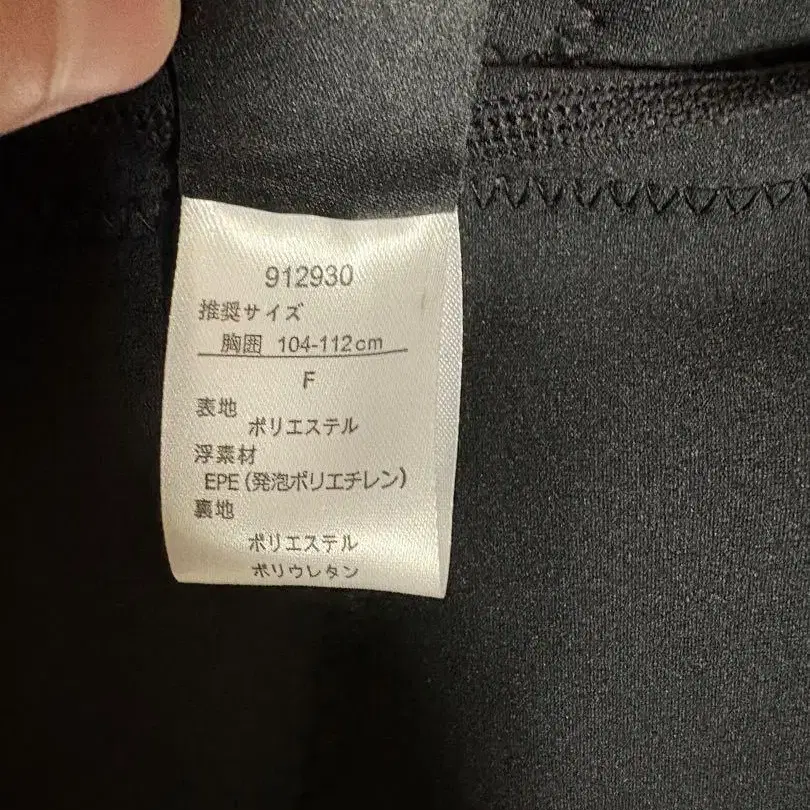 912930
推奨サイズ
胸囲 104-112cm
F
表地
ポリエステル
浮素材
EPE(発泡ポリエチレン)
裏地
ポリエステル
ポリウレタン